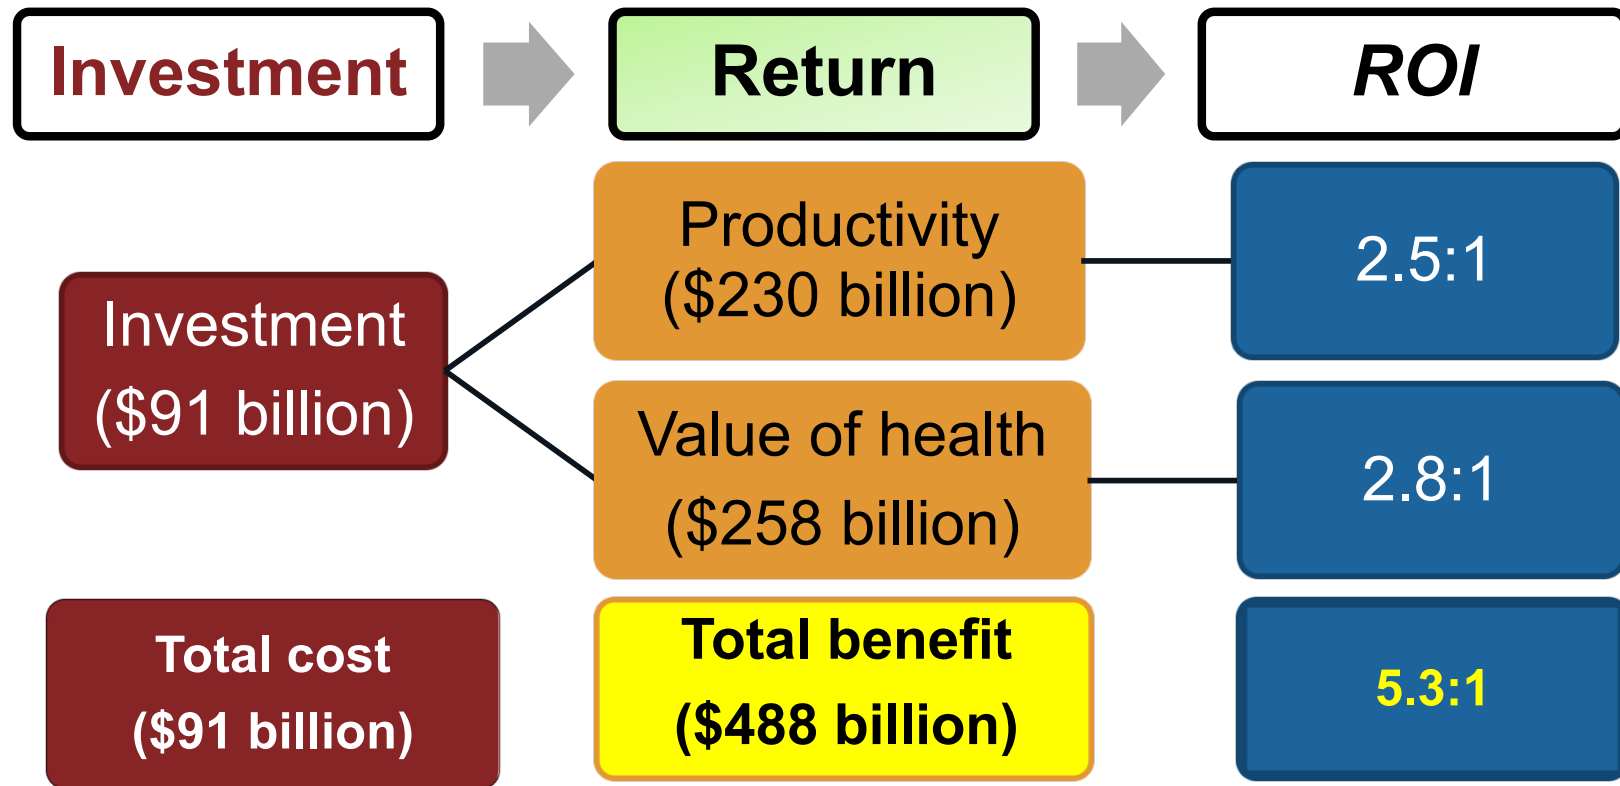 Investment
Return
ROI
Investment
($91 billion)
Productivity
($230 billion)
2.5:1
Value of health
($258 billion)
2.8:1
Total cost
($91 billion)
Total benefit
($488 billion)
5.3:1